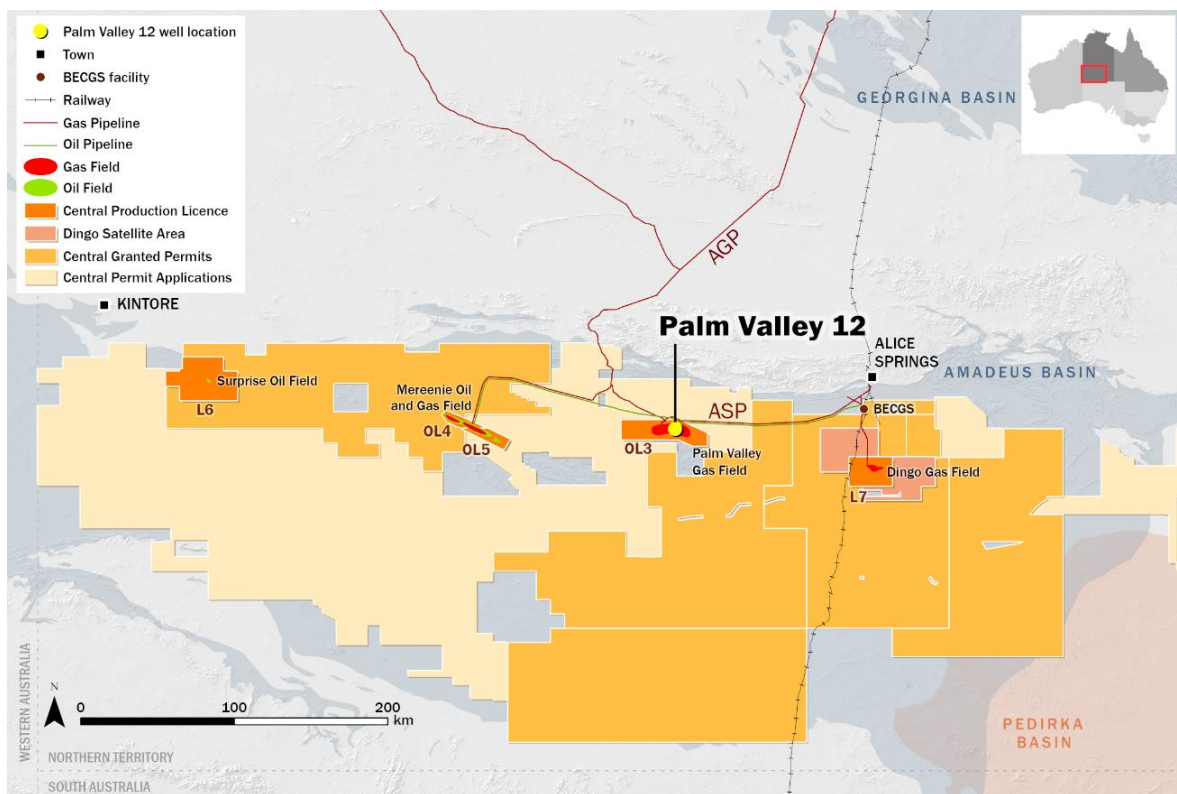 Palm Valley 12 well location
Town
BECGS facility
Railway
Gas Pipeline
Oil Pipeline
Gas Field
Oil Field
Central Production Licence
Dingo Satellite Area
Central Granted Permits
Central Permit Applications
GEORGINA BASIN
AGP
KINTORE
Palm Valley 12
ALICE
SPRINGS
AMADEUS BASIN
Surprise Oil Field
L6
Mereenie Oil
and Gas Field
OL4
OL5
ASP
BECGS
OL3
Palm Valley
Gas Field
Dingo Gas Field
L7
WESTERN AUSTRALIA
N
0 100 200
km
PEDIRKA
BASIN
NORTHERN TERRITORY
SOUTH AUSTRALIA